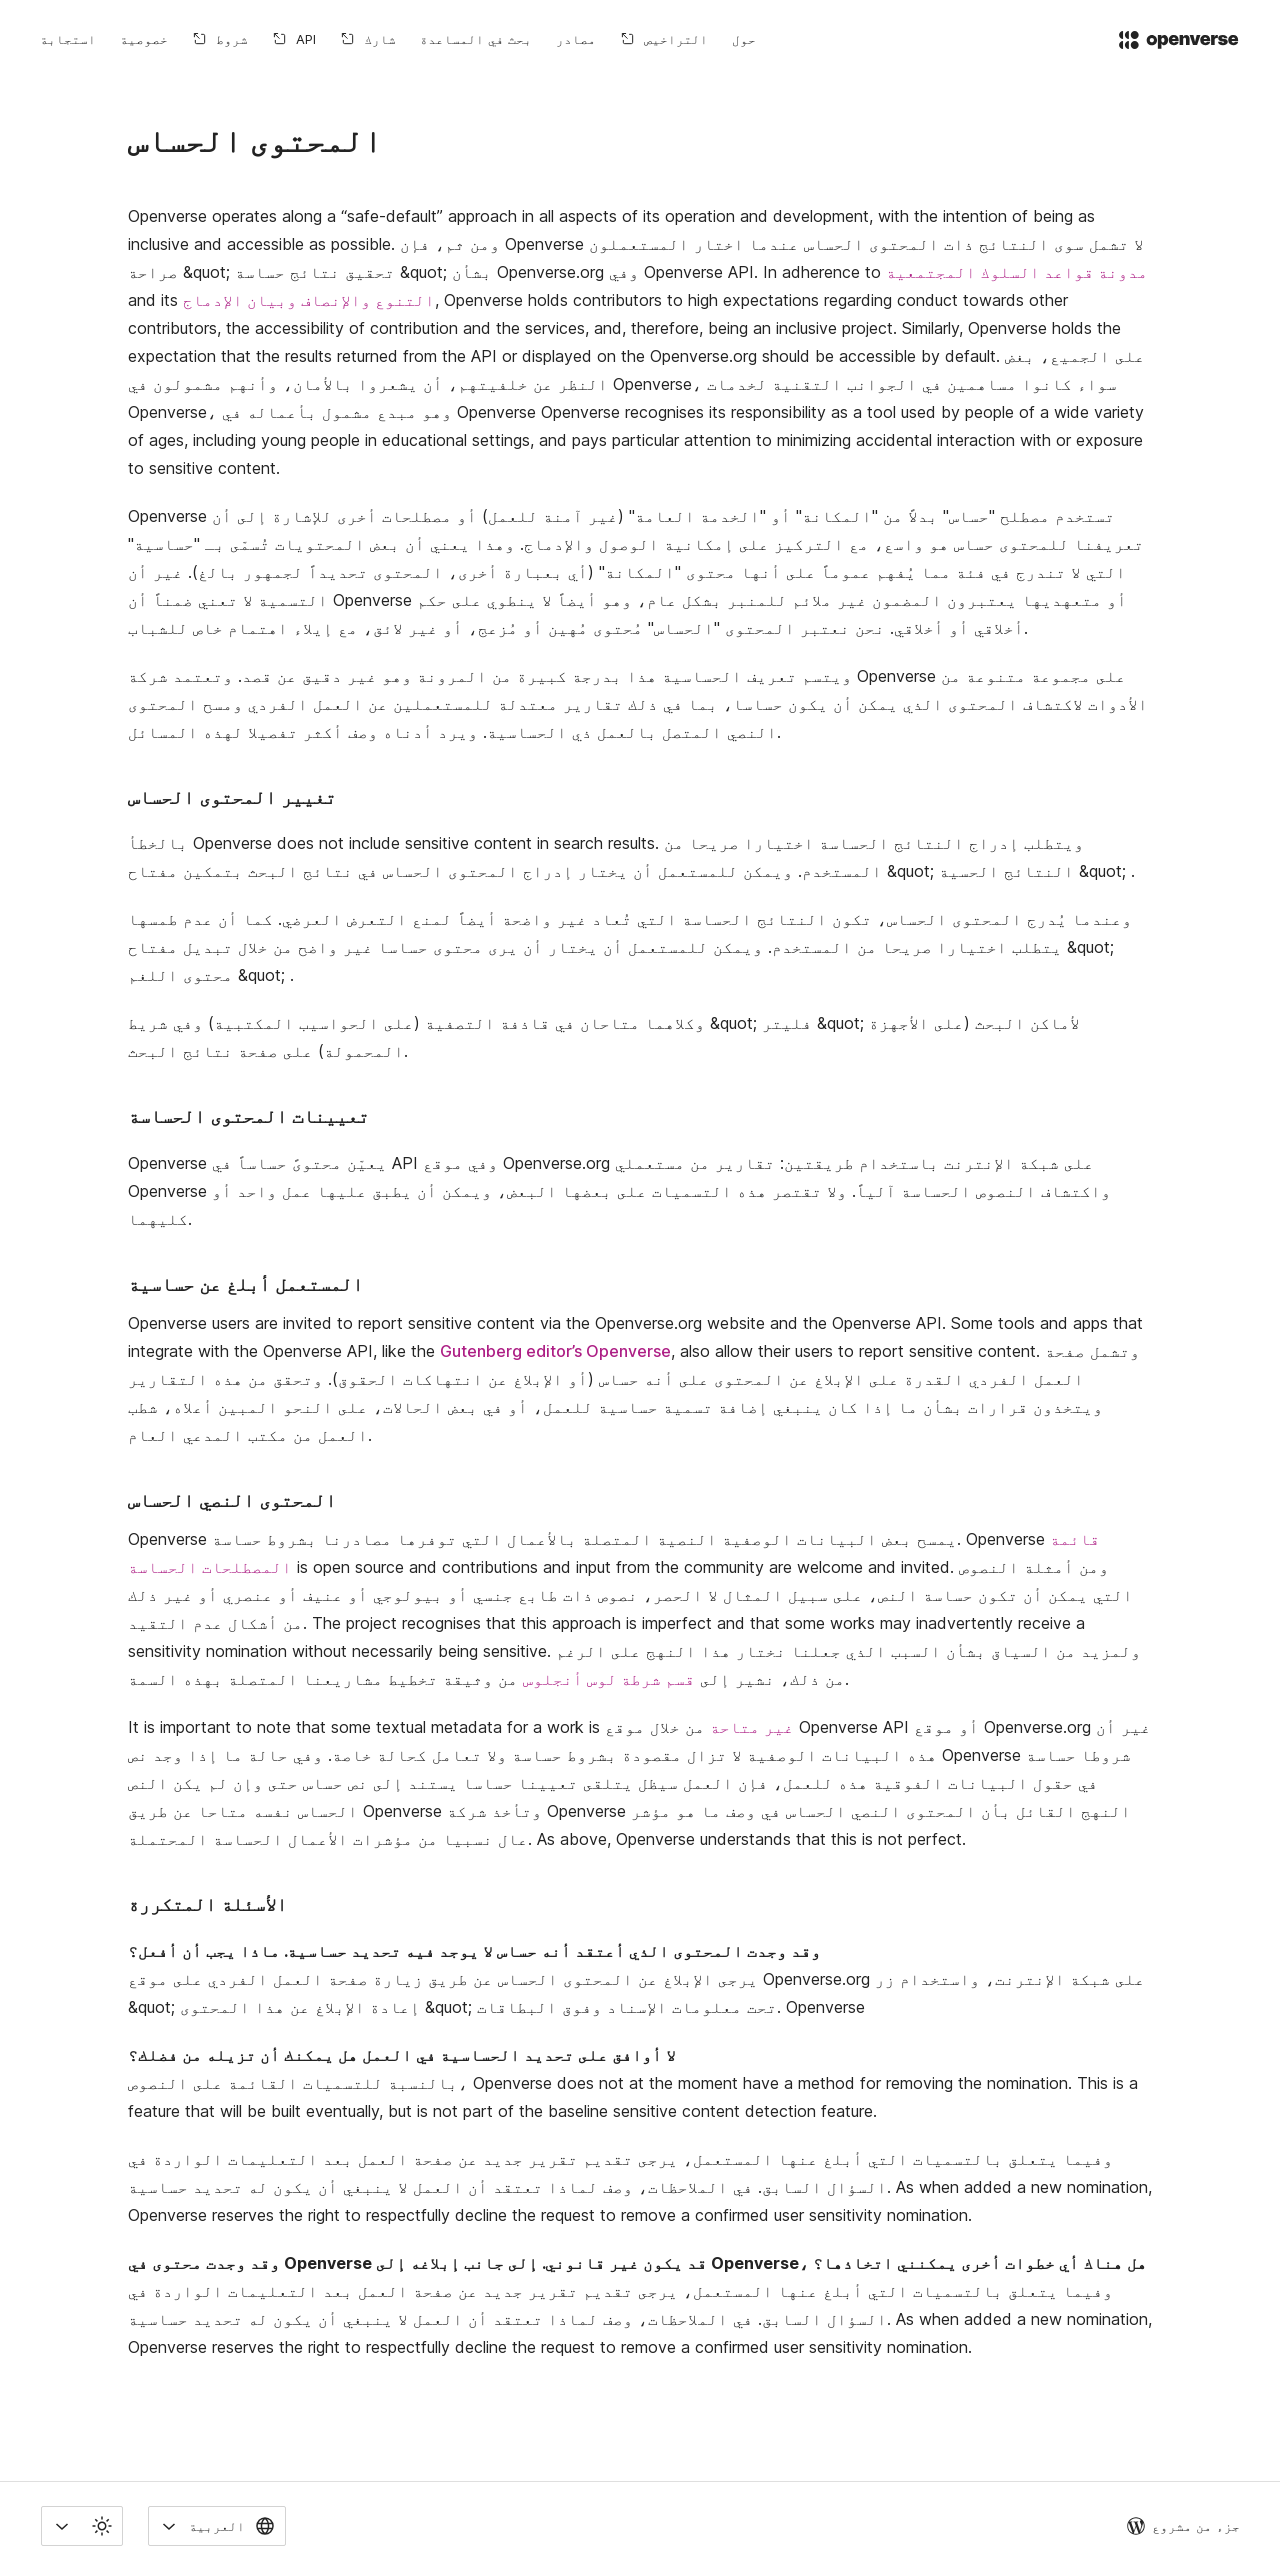 openverse
حول
التراخيص
مصادر
بحث في المساعدة
شارك
API
شروط
خصوصية
استجابة
المحتوى الحساس
Openverse operates along a “safe-default” approach in all aspects of its operation and development, with the intention of being as
inclusive and accessible as possible. ومن ثم، فإن Openverse لا تشمل سوى النتائج ذات المحتوى الحساس عندما اختار المستعملون
صراحة &quot; تحقيق نتائج حساسة &quot; بشأن Openverse.org وفي Openverse API. In adherence to مدونة قواعد السلوك المجتمعية
and its التنوع والإنصاف وبيان الإدماج, Openverse holds contributors to high expectations regarding conduct towards other
contributors, the accessibility of contribution and the services, and, therefore, being an inclusive project. Similarly, Openverse holds the
expectation that the results returned from the API or displayed on the Openverse.org should be accessible by default. على الجميع، بغض
النظر عن خلفيتهم، أن يشعروا بالأمان، وأنهم مشمولون في Openverse، سواء كانوا مساهمين في الجوانب التقنية لخدمات
Openverse، وهو مبدع مشمول بأعماله في Openverse Openverse recognises its responsibility as a tool used by people of a wide variety
of ages, including young people in educational settings, and pays particular attention to minimizing accidental interaction with or exposure
to sensitive content.
Openverse تستخدم مصطلح "حساس" بدلاً من "المكانة" أو "الخدمة العامة" (غير آمنة للعمل) أو مصطلحات أخرى للإشارة إلى أن
تعريفنا للمحتوى حساس هو واسع، مع التركيز على إمكانية الوصول والإدماج. وهذا يعني أن بعض المحتويات تُسمّى بـ "حساسية"
التي لا تندرج في فئة مما يُفهم عموماً على أنها محتوى "المكانة" (أي بعبارة أخرى، المحتوى تحديداً لجمهور بالغ). غير أن
التسمية لا تعني ضمناً أن Openverse أو متعهديها يعتبرون المضمون غير ملائم للمنبر بشكل عام، وهو أيضاً لا ينطوي على حكم
أخلاقي أو أخلاقي. نحن نعتبر المحتوى "الحساس" مُحتوى مُهين أو مُزعج، أو غير لائق، مع إيلاء اهتمام خاص للشباب.
ويتسم تعريف الحساسية هذا بدرجة كبيرة من المرونة وهو غير دقيق عن قصد. وتعتمد شركة Openverse على مجموعة متنوعة من
الأدوات لاكتشاف المحتوى الذي يمكن أن يكون حساسا، بما في ذلك تقارير معتدلة للمستعملين عن العمل الفردي ومسح المحتوى
النصي المتصل بالعمل ذي الحساسية. ويرد أدناه وصف أكثر تفصيلا لهذه المسائل.
تغيير المحتوى الحساس
بالخطأ Openverse does not include sensitive content in search results. ويتطلب إدراج النتائج الحساسة اختيارا صريحا من
المستخدم. ويمكن للمستعمل أن يختار إدراج المحتوى الحساس في نتائج البحث بتمكين مفتاح &quot; النتائج الحسية &quot; .
وعندما يُدرج المحتوى الحساس، تكون النتائج الحساسة التي تُعاد غير واضحة أيضاً لمنع التعرض العرضي. كما أن عدم طمسها
يتطلب اختيارا صريحا من المستخدم. ويمكن للمستعمل أن يختار أن يرى محتوى حساسا غير واضح من خلال تبديل مفتاح &quot;
محتوى اللغم &quot; .
وكلاهما متاحان في قاذفة التصفية (على الحواسيب المكتبية) وفي شريط &quot; فليتر &quot; لأماكن البحث (على الأجهزة
المحمولة) على صفحة نتائج البحث.
تعيينات المحتوى الحساسة
Openverse يعيّن محتوىً حساساً في API وفي موقع Openverse.org على شبكة الإنترنت باستخدام طريقتين: تقارير من مستعملي
Openverse واكتشاف النصوص الحساسة آلياً. ولا تقتصر هذه التسميات على بعضها البعض، ويمكن أن يطبق عليها عمل واحد أو
كليهما.
المستعمل أبلغ عن حساسية
Openverse users are invited to report sensitive content via the Openverse.org website and the Openverse API. Some tools and apps that
integrate with the Openverse API, like the Gutenberg editor’s Openverse, also allow their users to report sensitive content. وتشمل صفحة
العمل الفردي القدرة على الإبلاغ عن المحتوى على أنه حساس (أو الإبلاغ عن انتهاكات الحقوق). وتحقق من هذه التقارير
ويتخذون قرارات بشأن ما إذا كان ينبغي إضافة تسمية حساسية للعمل، أو في بعض الحالات، على النحو المبين أعلاه، شطب
العمل من مكتب المدعي العام.
المحتوى النصي الحساس
Openverse يمسح بعض البيانات الوصفية النصية المتصلة بالأعمال التي توفرها مصادرنا بشروط حساسة. Openverse قائمة
المصطلحات الحساسة is open source and contributions and input from the community are welcome and invited. ومن أمثلة النصوص
التي يمكن أن تكون حساسة النص، على سبيل المثال لا الحصر، نصوص ذات طابع جنسي أو بيولوجي أو عنيف أو عنصري أو غير ذلك
من أشكال عدم التقيد. The project recognises that this approach is imperfect and that some works may inadvertently receive a
sensitivity nomination without necessarily being sensitive. ولمزيد من السياق بشأن السبب الذي جعلنا نختار هذا النهج على الرغم
من ذلك، نشير إلى قسم شرطة لوس أنجلوس من وثيقة تخطيط مشاريعنا المتصلة بهذه السمة.
It is important to note that some textual metadata for a work is غير متاحة من خلال موقع Openverse API أو موقع Openverse.org غير أن
هذه البيانات الوصفية لا تزال مقصودة بشروط حساسة ولا تعامل كحالة خاصة. وفي حالة ما إذا وجد نص Openverse شروطا حساسة
في حقول البيانات الفوقية هذه للعمل، فإن العمل سيظل يتلقى تعيينا حساسا يستند إلى نص حساس حتى وإن لم يكن النص
الحساس نفسه متاحا عن طريق Openverse وتأخذ شركة Openverse النهج القائل بأن المحتوى النصي الحساس في وصف ما هو مؤشر
عال نسبيا من مؤشرات الأعمال الحساسة المحتملة. As above, Openverse understands that this is not perfect.
الأسئلة المتكررة
وقد وجدت المحتوى الذي أعتقد أنه حساس لا يوجد فيه تحديد حساسية. ماذا يجب أن أفعل؟
يرجى الإبلاغ عن المحتوى الحساس عن طريق زيارة صفحة العمل الفردي على موقع Openverse.org على شبكة الإنترنت، واستخدام زر
&quot; إعادة الإبلاغ عن هذا المحتوى &quot; تحت معلومات الإسناد وفوق البطاقات. Openverse
لا أوافق على تحديد الحساسية في العمل هل يمكنك أن تزيله من فضلك؟
بالنسبة للتسميات القائمة على النصوص، Openverse does not at the moment have a method for removing the nomination. This is a
feature that will be built eventually, but is not part of the baseline sensitive content detection feature.
وفيما يتعلق بالتسميات التي أبلغ عنها المستعمل، يرجى تقديم تقرير جديد عن صفحة العمل بعد التعليمات الواردة في
السؤال السابق. في الملاحظات، وصف لماذا تعتقد أن العمل لا ينبغي أن يكون له تحديد حساسية. As when added a new nomination,
Openverse reserves the right to respectfully decline the request to remove a confirmed user sensitivity nomination.
وقد وجدت محتوى في Openverse قد يكون غير قانوني. إلى جانب إبلاغه إلى Openverse، هل هناك أي خطوات أخرى يمكنني اتخاذها؟
وفيما يتعلق بالتسميات التي أبلغ عنها المستعمل، يرجى تقديم تقرير جديد عن صفحة العمل بعد التعليمات الواردة في
السؤال السابق. في الملاحظات، وصف لماذا تعتقد أن العمل لا ينبغي أن يكون له تحديد حساسية. As when added a new nomination,
Openverse reserves the right to respectfully decline the request to remove a confirmed user sensitivity nomination.
جزء من مشروع
العربية